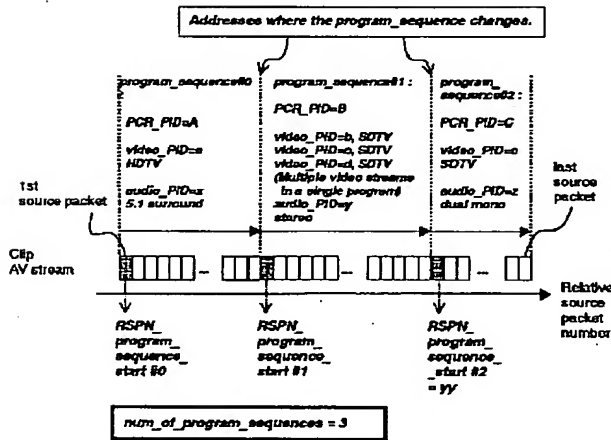 Addresses where the program_sequence changes.
program_sequence#0
PCR_PID=A
video_PID=a
HDTV
audio_PID=x
5.1 surround
program_sequence#1 :
PCR_PID=B
video_PID=b, SDTV
video_PID=c, SDTV
video_PID=d, SDTV
(Multiple video streams
in a single program)
audio_PID=y
stereo
program_
sequence#2 :
PCR_PID=C
video_PID=c
SDTV
audio_PID=z
dual mono
1st
source packet
last
source
packet
Clip
AV stream
...
...
...
Relative
source
packet
number
RSPN_
program_
sequence_
start #0
RSPN_
program_
sequence_
start #1
RSPN_
program_
sequence
_start #2
= yy
num_of_program_sequences = 3